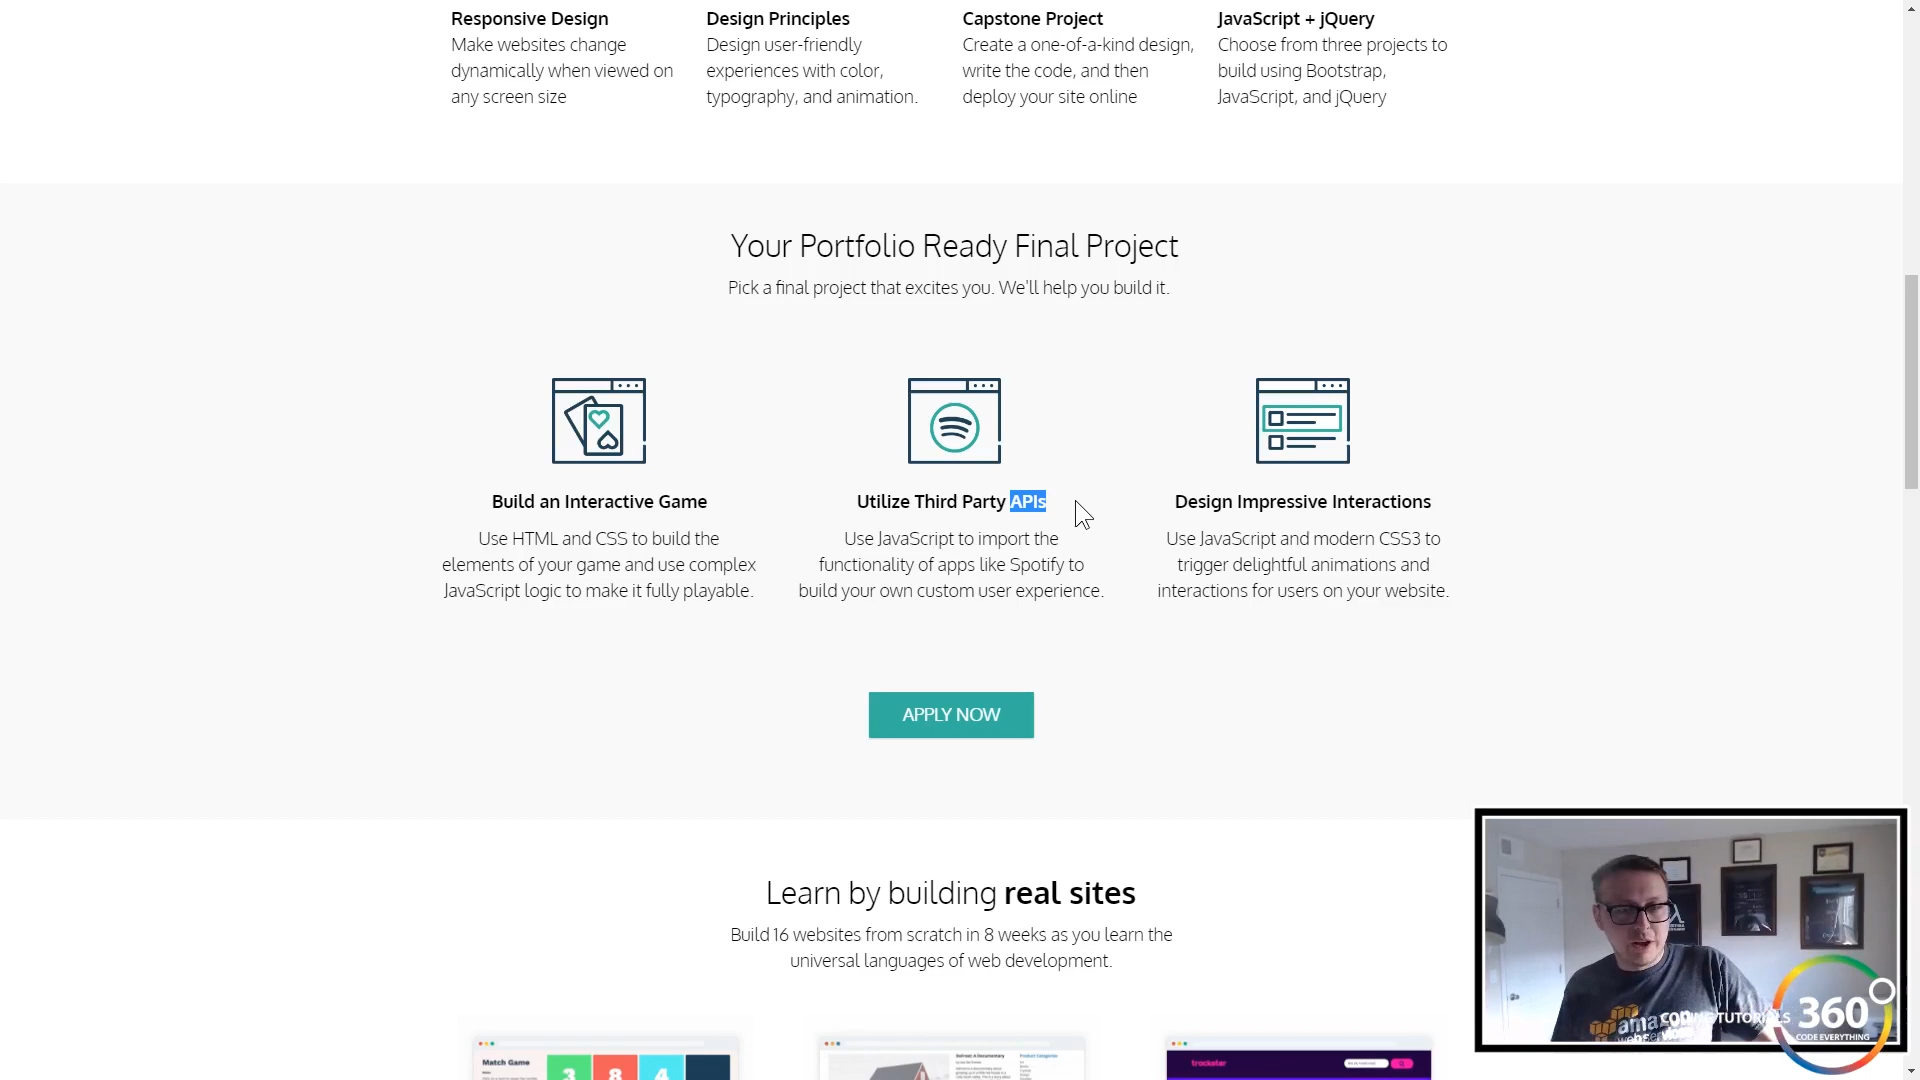 Responsive Design
Make websites change
dynamically when viewed on
any screen size
Design Principles
Design user-friendly
experiences with color,
typography, and animation.
Capstone Project
Create a one-of-a-kind design,
write the code, and then
deploy your site online
JavaScript + jQuery
Choose from three projects to
build using Bootstrap,
JavaScript, and jQuery
Your Portfolio Ready Final Project
Pick a final project that excites you. We'll help you build it.
Build an Interactive Game
Use HTML and CSS to build the
elements of your game and use complex
JavaScript logic to make it fully playable.
Utilize Third Party APIs
Use JavaScript to import the
functionality of apps like Spotify to
build your own custom user experience.
Design Impressive Interactions
Use JavaScript and modern CSS3 to
trigger delightful animations and
interactions for users on your website.
APPLY NOW
Learn by building real sites
Build 16 websites from scratch in 8 weeks as you learn the
universal languages of web development.
Match Game
3 8 4
Detroit: A Documentary
Product Categories
trackster
amazon
CODING TUTORIALS
360
CODE EVERYTHING